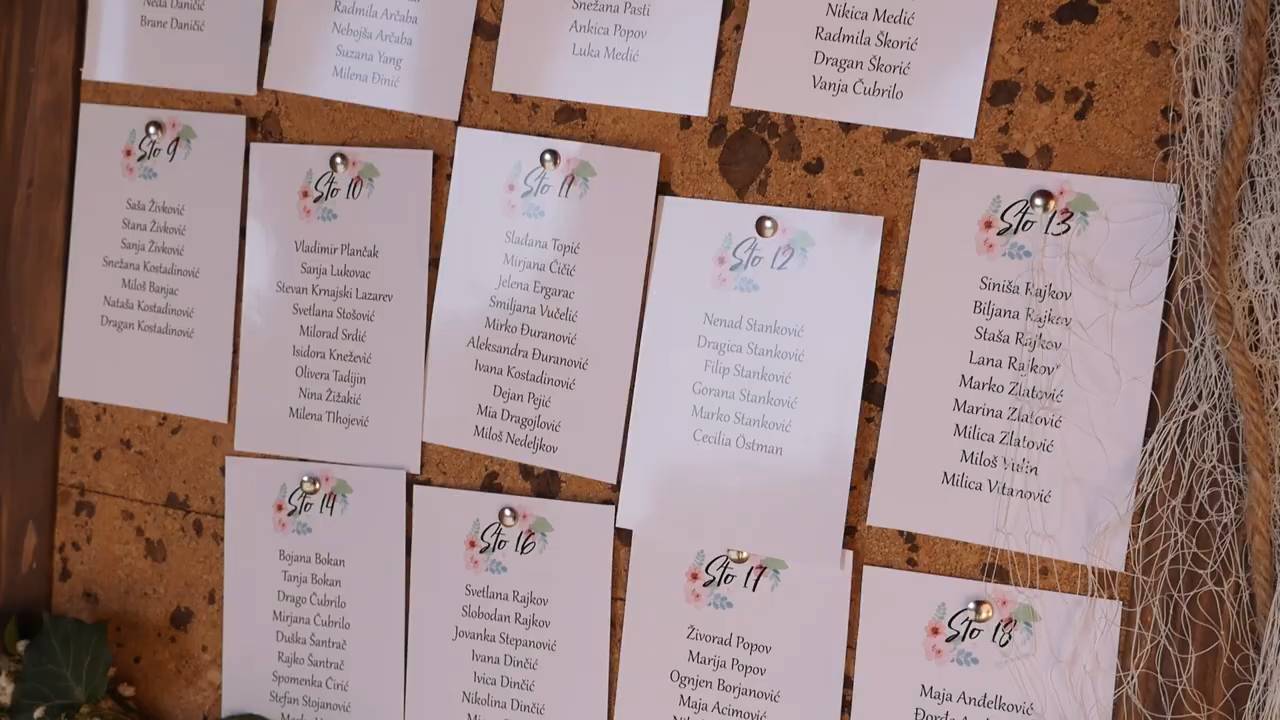 Neda Daničić
Brane Daničić
Radmila Arčaba
Nebojša Arčaba
Suzana Yang
Milena Đinić
Snežana Pasti
Ankica Popov
Luka Medić
Nikica Medić
Radmila Škorić
Dragan Škorić
Vanja Čubrilo
Sto 9
Saša Živković
Stana Živković
Sanja Živković
Snežana Kostadinović
Miloš Banjac
Nataša Kostadinović
Dragan Kostadinović
Sto 10
Vladimir Plančak
Sanja Lukovac
Stevan Krnajski Lazarev
Svetlana Stošović
Milorad Srdić
Isidora Knežević
Olivera Tadijin
Nina Žižakić
Milena Tlhojević
Sto 11
Slađana Topić
Mirjana Čičić
Jelena Ergarac
Smiljana Vučelić
Mirko Đuranović
Aleksandra Đuranović
Ivana Kostadinović
Dejan Pejić
Mia Dragojlović
Miloš Nedeljkov
Sto 12
Nenad Stanković
Dragica Stanković
Filip Stanković
Gorana Stanković
Marko Stanković
Cecilia Östman
Sto 13
Siniša Rajkov
Biljana Rajkov
Staša Rajkov
Lana Rajkov
Marko Zlatović
Marina Zlatović
Milica Zlatović
Miloš Vulin
Milica Vitanović
Sto 14
Bojana Bokan
Tanja Bokan
Drago Čubrilo
Mirjana Čubrilo
Duška Šantrač
Rajko Šantrač
Spomenka Ćirić
Stefan Stojanović
Sto 16
Svetlana Rajkov
Slobodan Rajkov
Jovanka Stepanović
Ivana Dinčić
Ivica Dinčić
Nikolina Dinčić
Sto 17
Živorad Popov
Marija Popov
Ognjen Borjanović
Maja Acimović
Sto 18
Maja Anđelković